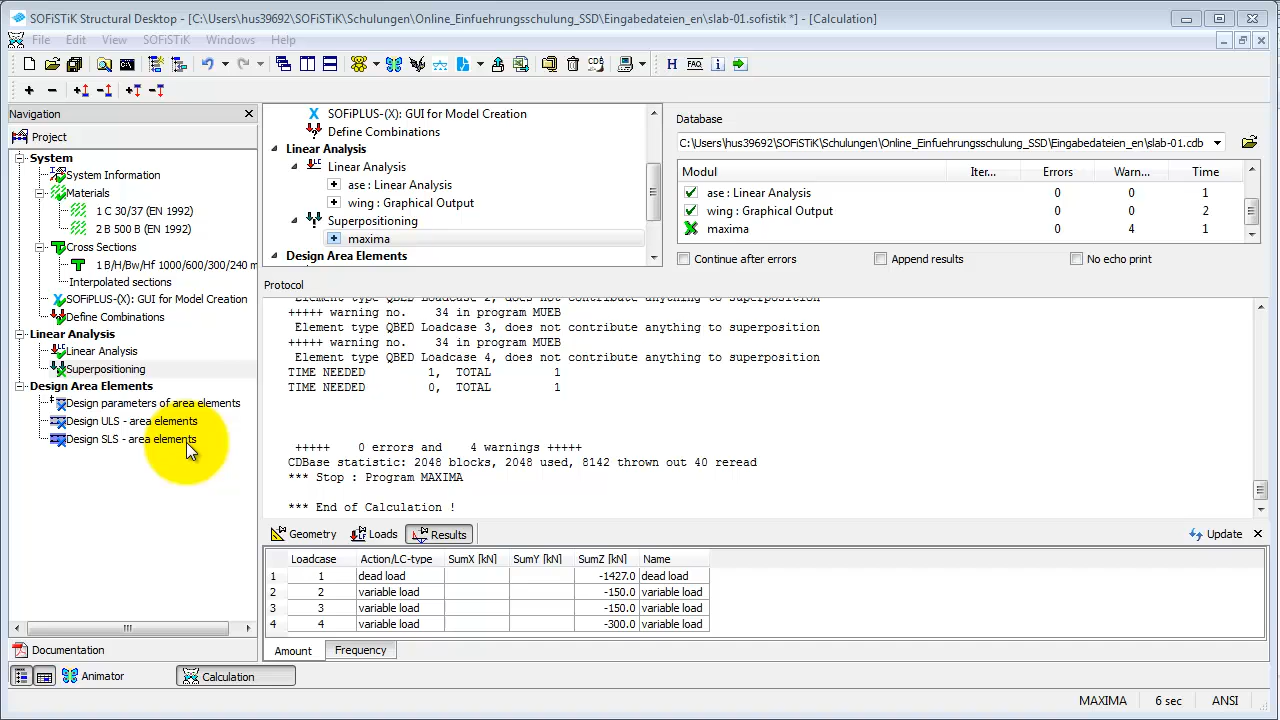 SOFiSTiK Structural Desktop - [C:\Users\hus39692\SOFiSTiK\Schulungen\Online_Einfuehrungsschulung_SSD\Eingabedateien_en\slab-01.sofistik *] - [Calculation]
File Edit View SOFiSTiK Windows Help
H FAQ
Navigation
Project
System
System Information
Materials
1 C 30/37 (EN 1992)
2 B 500 B (EN 1992)
Cross Sections
1 B/H/Bw/Hf 1000/600/300/240 m
Interpolated sections
SOFiPLUS-(X): GUI for Model Creation
Define Combinations
Linear Analysis
Linear Analysis
Superpositioning
Design Area Elements
Design parameters of area elements
Design ULS - area elements
Design SLS - area elements
Documentation
SOFiPLUS-(X): GUI for Model Creation
Define Combinations
Linear Analysis
Linear Analysis
ase : Linear Analysis
wing : Graphical Output
Superpositioning
maxima
Design Area Elements
Database
C:\Users\hus39692\SOFiSTiK\Schulungen\Online_Einfuehrungsschulung_SSD\Eingabedateien_en\slab-01.cdb
Modul Iter... Errors Warn... Time
ase : Linear Analysis 0 0 1
wing : Graphical Output 0 0 2
maxima 0 4 1
Continue after errors Append results No echo print
Protocol
Element type QBED Loadcase 2, does not contribute anything to superposition
+++++ warning no. 34 in program MUEB
Element type QBED Loadcase 3, does not contribute anything to superposition
+++++ warning no. 34 in program MUEB
Element type QBED Loadcase 4, does not contribute anything to superposition
TIME NEEDED 1, TOTAL 1
TIME NEEDED 0, TOTAL 1
+++++ 0 errors and 4 warnings +++++
CDBase statistic: 2048 blocks, 2048 used, 8142 thrown out 40 reread
*** Stop : Program MAXIMA
*** End of Calculation !
Geometry Loads Results Update
Loadcase Action/LC-type SumX [kN] SumY [kN] SumZ [kN] Name
1 1 dead load -1427.0 dead load
2 2 variable load -150.0 variable load
3 3 variable load -150.0 variable load
4 4 variable load -300.0 variable load
Amount Frequency
Animator Calculation
MAXIMA 6 sec ANSI